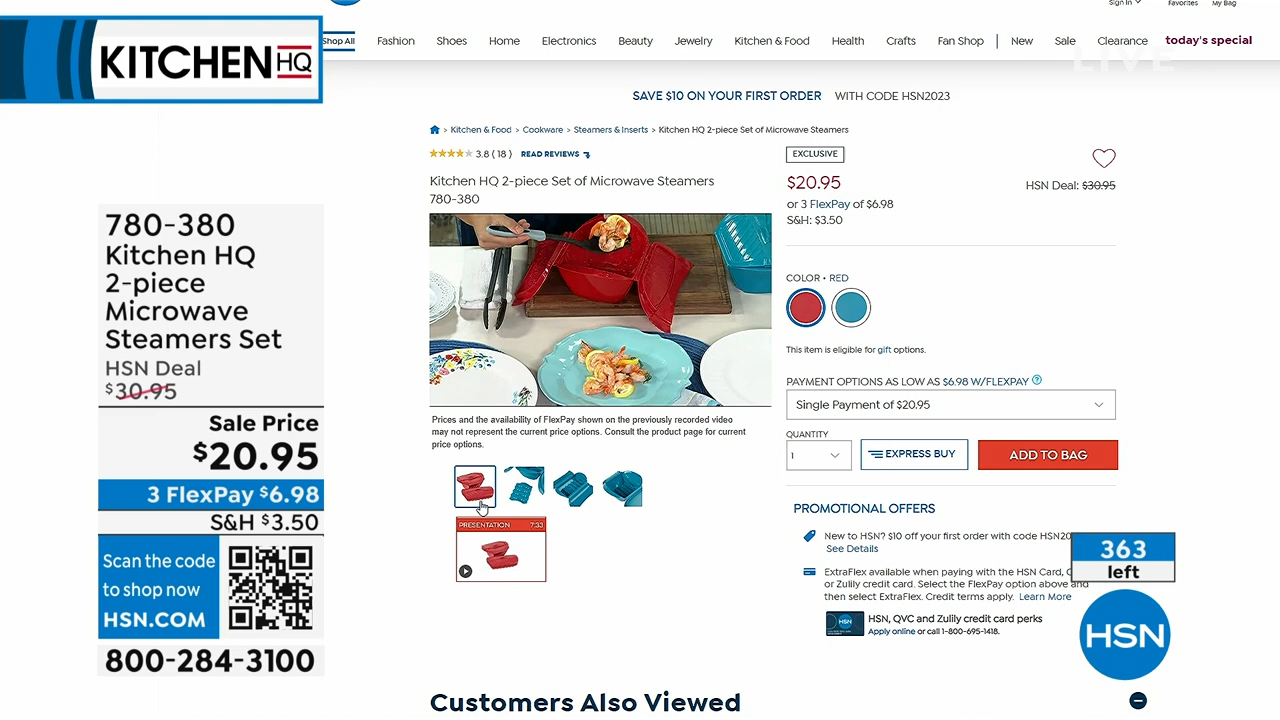 Sign In
Favorites
My Bag
KITCHEN HQ
Shop All Fashion Shoes Home Electronics Beauty Jewelry Kitchen & Food Health Crafts Fan Shop New Sale Clearance today's special
LIVE
SAVE $10 ON YOUR FIRST ORDER WITH CODE HSN2023
> Kitchen & Food > Cookware > Steamers & Inserts > Kitchen HQ 2-piece Set of Microwave Steamers
3.8 ( 18 ) READ REVIEWS
Kitchen HQ 2-piece Set of Microwave Steamers
780-380
EXCLUSIVE
$20.95
HSN Deal: $30.95
or 3 FlexPay of $6.98
S&H: $3.50
COLOR • RED
This item is eligible for gift options.
PAYMENT OPTIONS AS LOW AS $6.98 W/FLEXPAY ?
Single Payment of $20.95
QUANTITY
1
EXPRESS BUY
ADD TO BAG
Prices and the availability of FlexPay shown on the previously recorded video
may not represent the current price options. Consult the product page for current
price options.
PRESENTATION 7:33
PROMOTIONAL OFFERS
New to HSN? $10 off your first order with code HSN20
See Details
ExtraFlex available when paying with the HSN Card, Q
or Zulily credit card. Select the FlexPay option above and
then select ExtraFlex. Credit terms apply. Learn More
HSN
HSN, QVC and Zulily credit card perks
Apply online or call 1-800-695-1418.
Customers Also Viewed
780-380
Kitchen HQ
2-piece
Microwave
Steamers Set
HSN Deal
$30.95
Sale Price
$20.95
3 FlexPay $6.98
S&H $3.50
Scan the code
to shop now
HSN.COM
800-284-3100
363
left
HSN